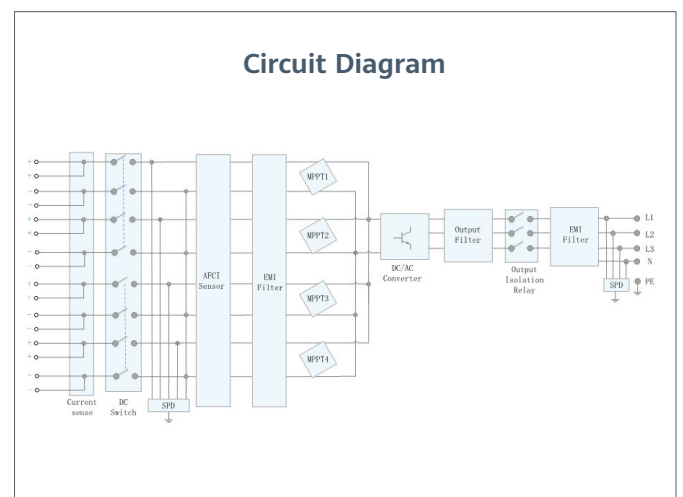 Circuit Diagram
+
+
-
-
+
+
-
-
+
+
-
-
+
+
-
-
Current
sense
DC
Switch
SPD
AFCI
Sensor
EMI
Filter
MPPT1
MPPT2
MPPT3
MPPT4
DC/AC
Converter
Output
Filter
Output
Isolation
Relay
EMI
Filter
SPD
L1
L2
L3
N
PE